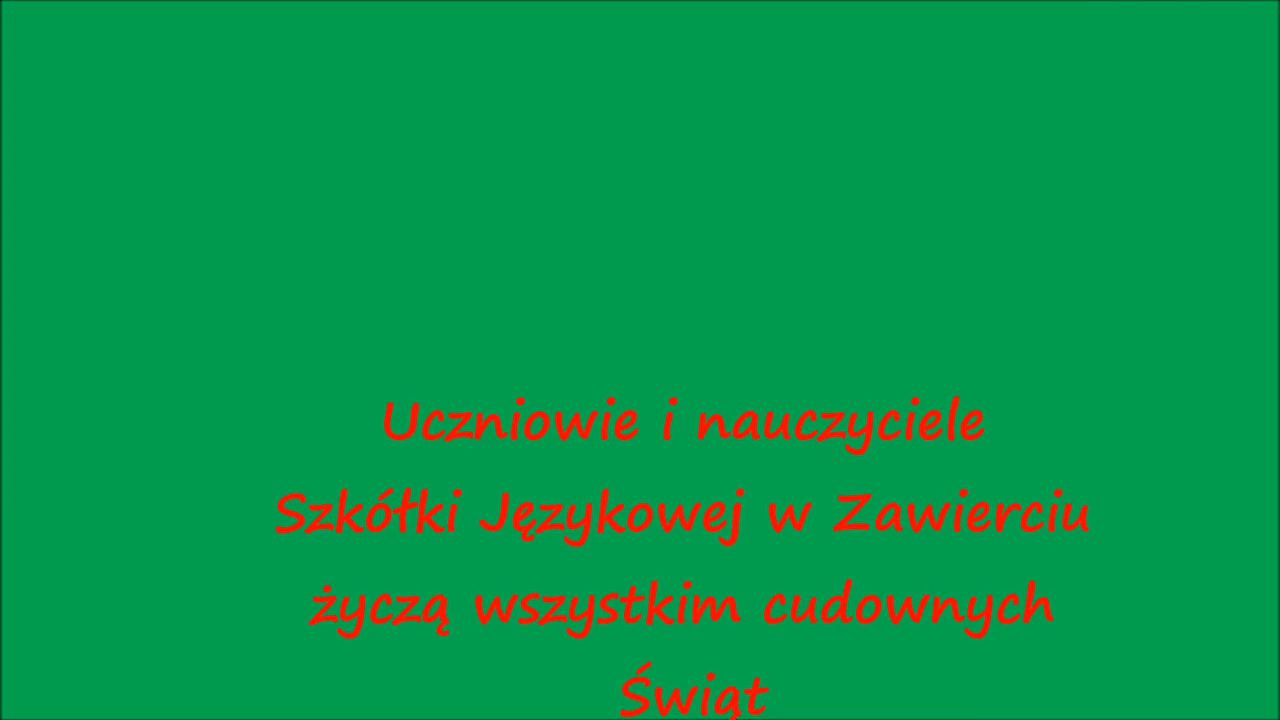 Uczniowie i nauczyciele
Szkółki Językowej w Zawierciu
życzą wszystkim cudownych
Świąt